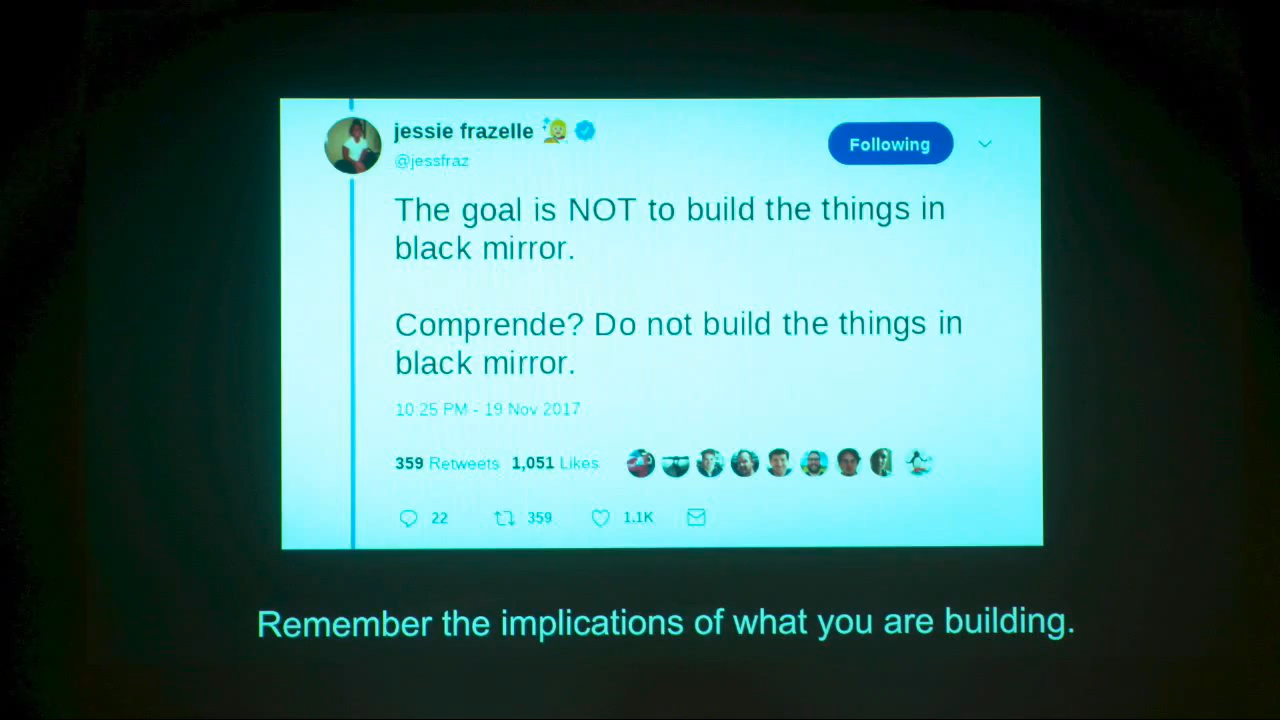 jessie frazelle
@jessfraz
Following
The goal is NOT to build the things in
black mirror.
Comprende? Do not build the things in
black mirror.
10:25 PM - 19 Nov 2017
359 Retweets 1,051 Likes
22 359 1.1K
Remember the implications of what you are building.